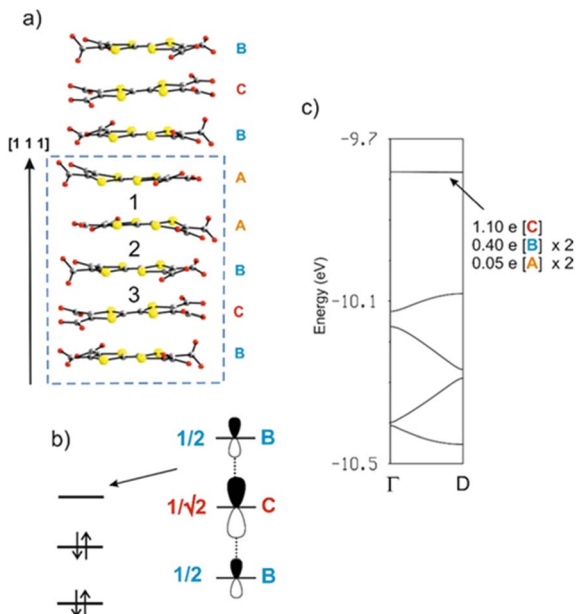 a)
B
C
B
[1 1 1]
A
1
A
2
B
3
C
B
b)
1/2 B
1/√2 C
1/2 B
c)
-9.7
-10.1
-10.5
Energy (eV)
Γ D
1.10 e [C]
0.40 e [B] x 2
0.05 e [A] x 2